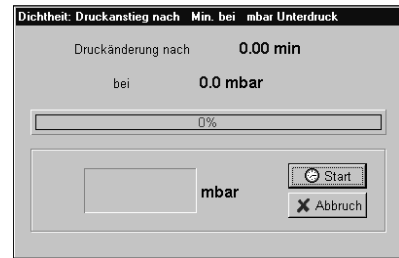 Dichtheit: Druckanstieg nach Min. bei mbar Unterdruck
Druckänderung nach 0.00 min
bei 0.0 mbar
0%
Start
mbar
Abbruch